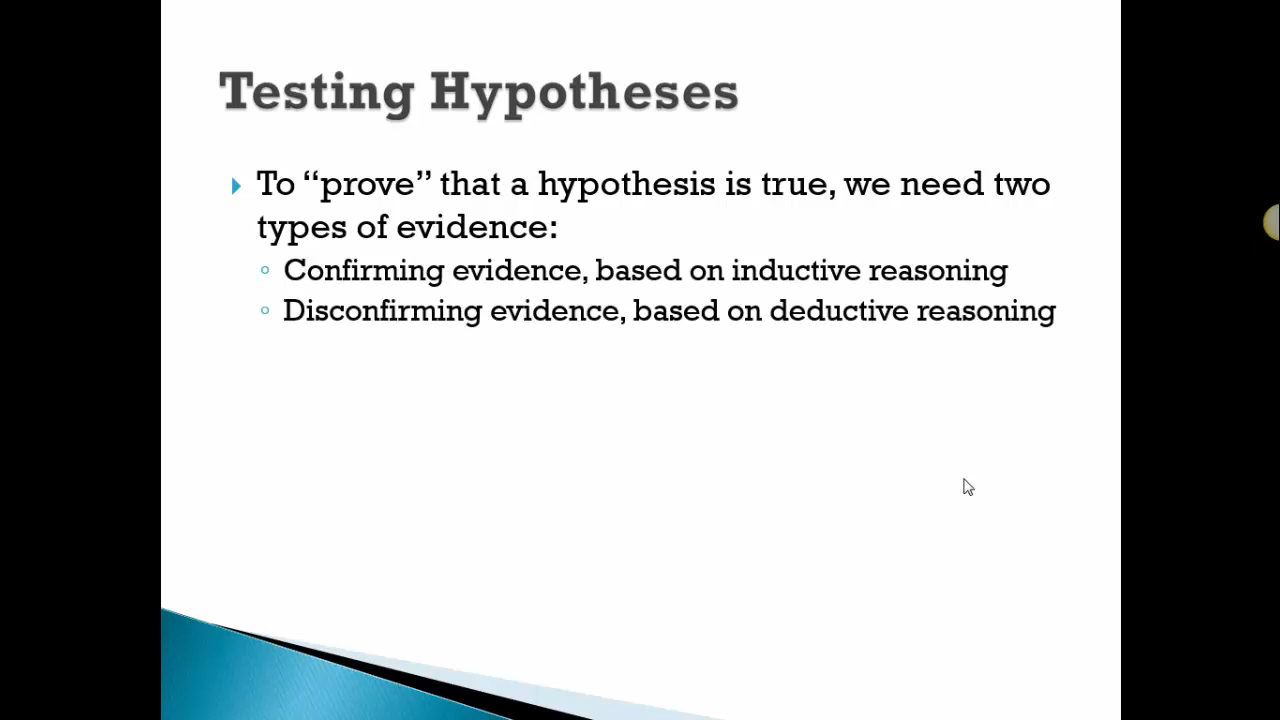 Testing Hypotheses
To “prove” that a hypothesis is true, we need two
types of evidence:
Confirming evidence, based on inductive reasoning
Disconfirming evidence, based on deductive reasoning